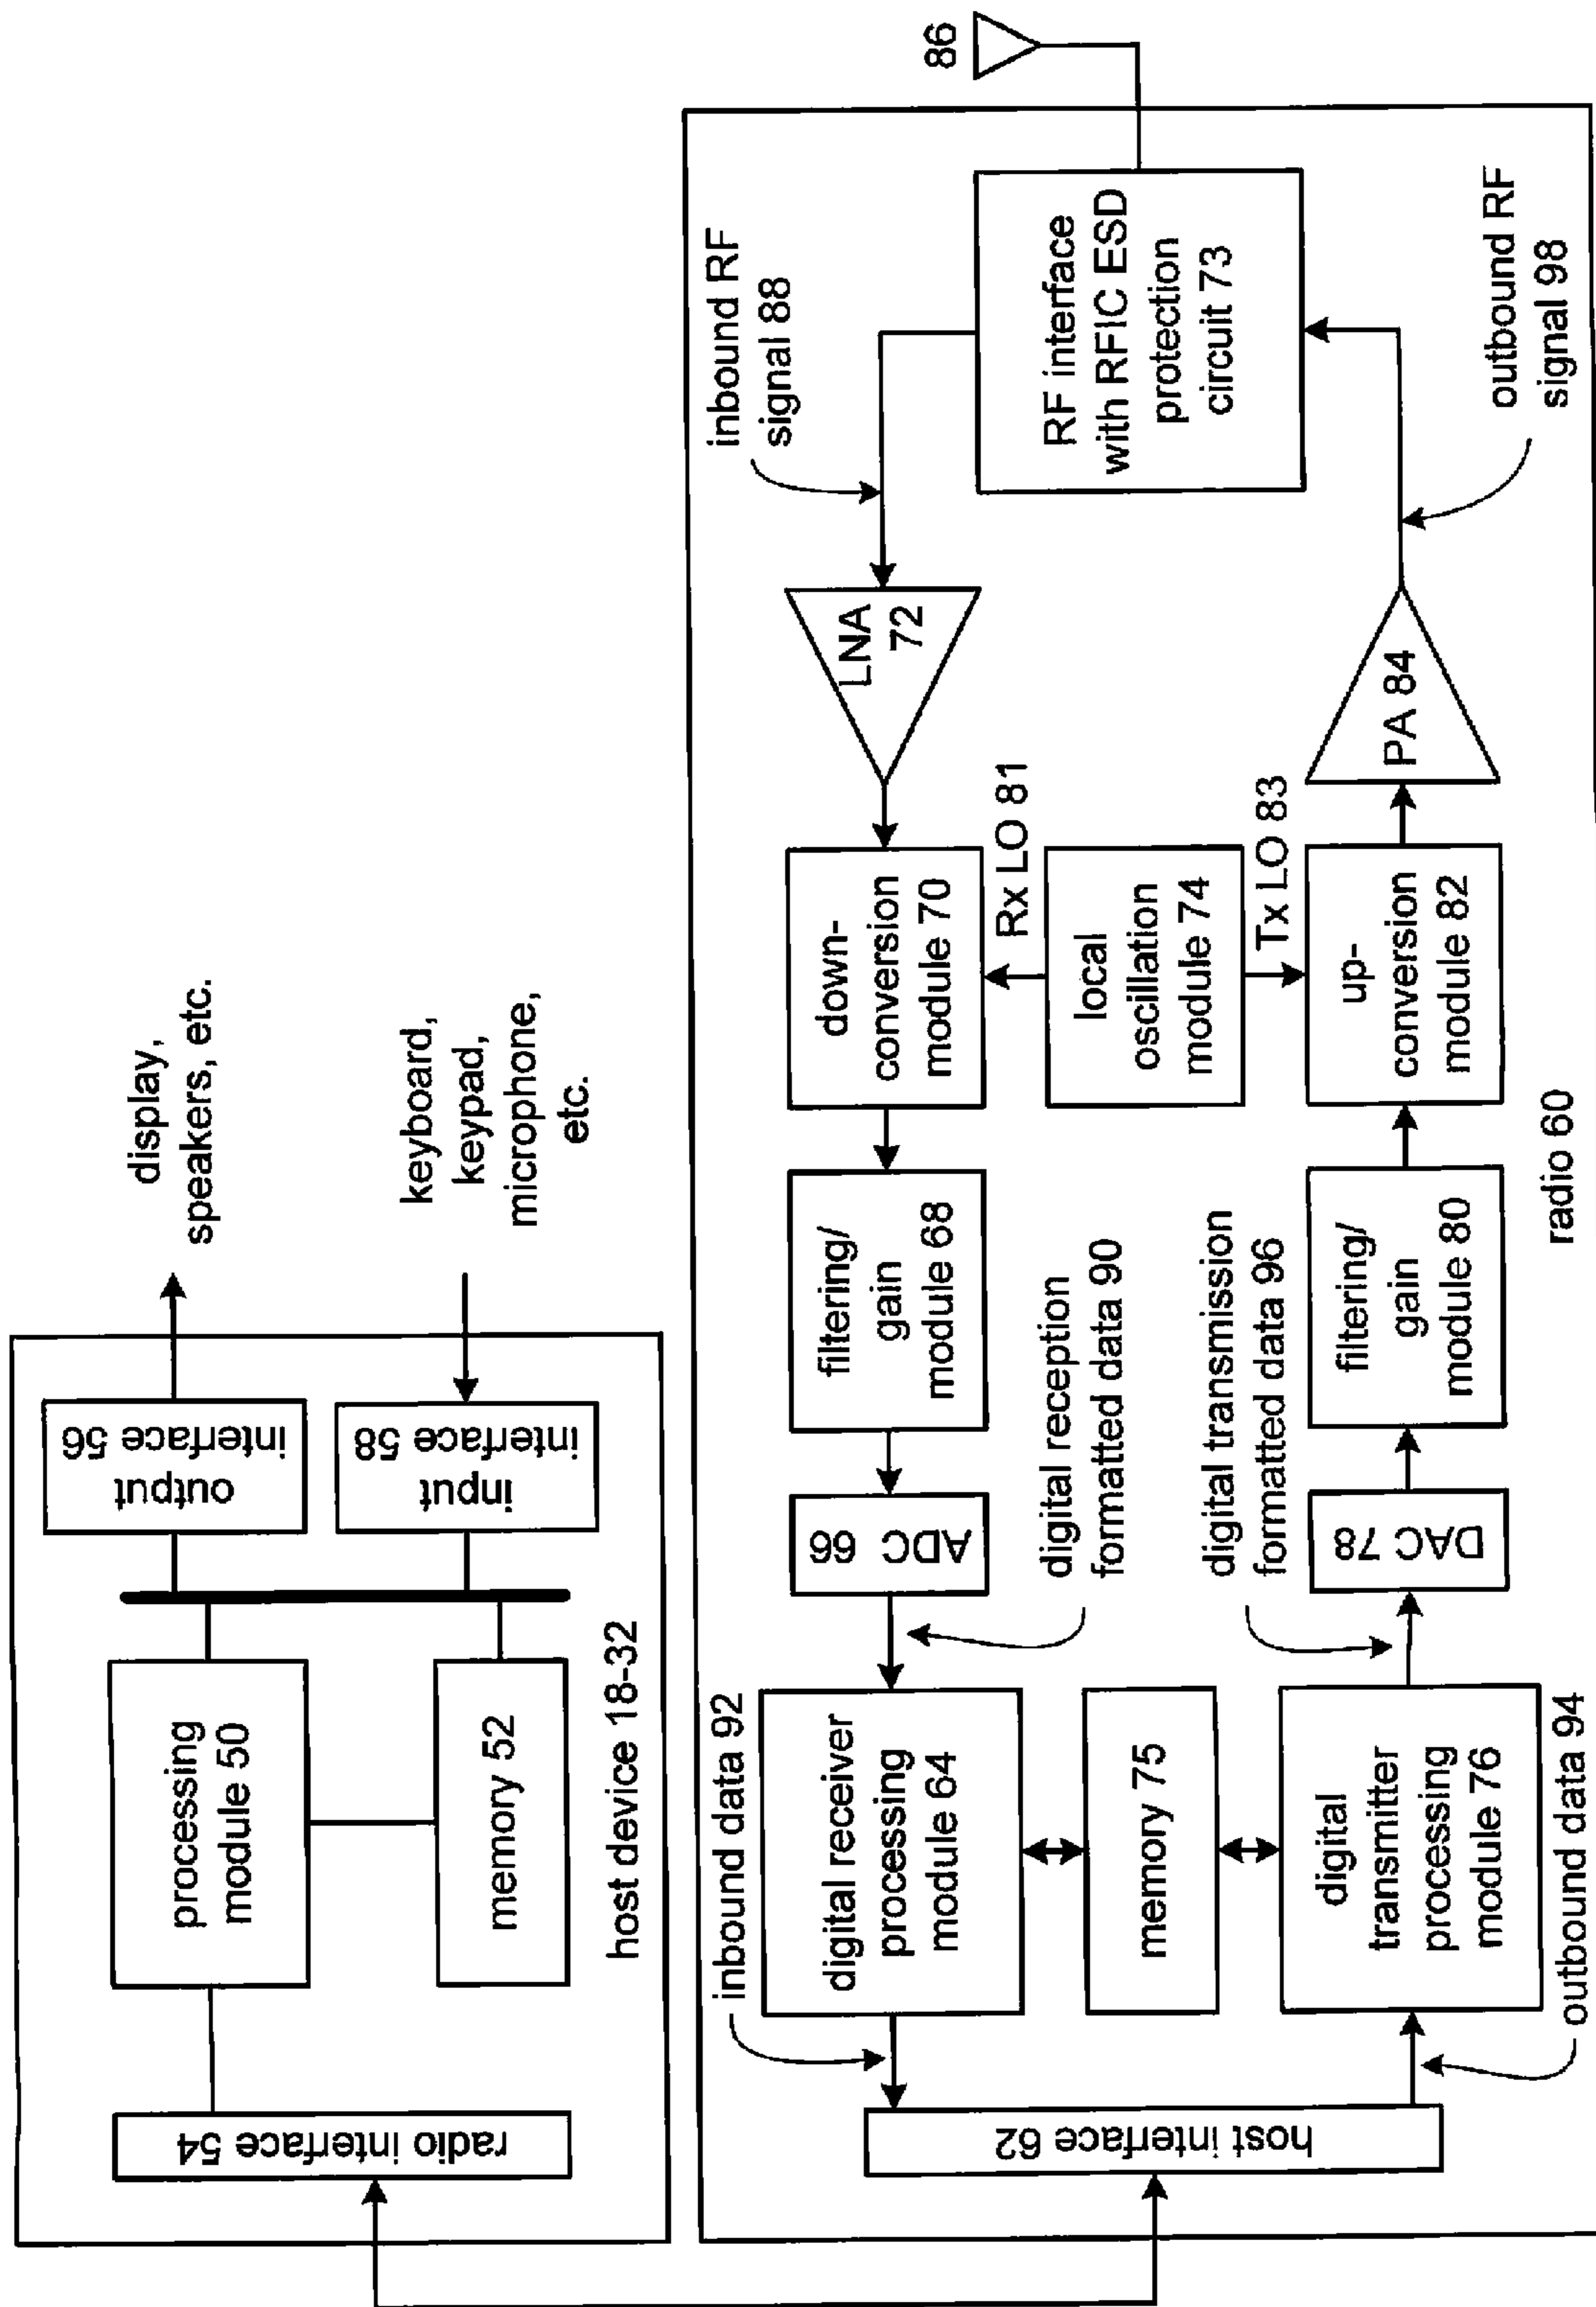 radio interface 54
processing
module 50
memory 52
output
interface 56
input
interface 58
display,
speakers, etc.
keyboard,
keypad,
microphone,
etc.
host device 18-32
host interface 62
inbound data 92
digital receiver
processing
module 64
memory 75
digital
transmitter
processing
module 76
outbound data 94
ADC 66
digital reception
formatted data 90
digital transmission
formatted data 96
DAC 78
filtering/
gain
module 68
filtering/
gain
module 80
down-
conversion
module 70
Rx LO 81
local
oscillation
module 74
Tx LO 83
up-
conversion
module 82
LNA
72
PA 84
inbound RF
signal 88
RF interface
with RFIC ESD
protection
circuit 73
outbound RF
signal 98
86
radio 60